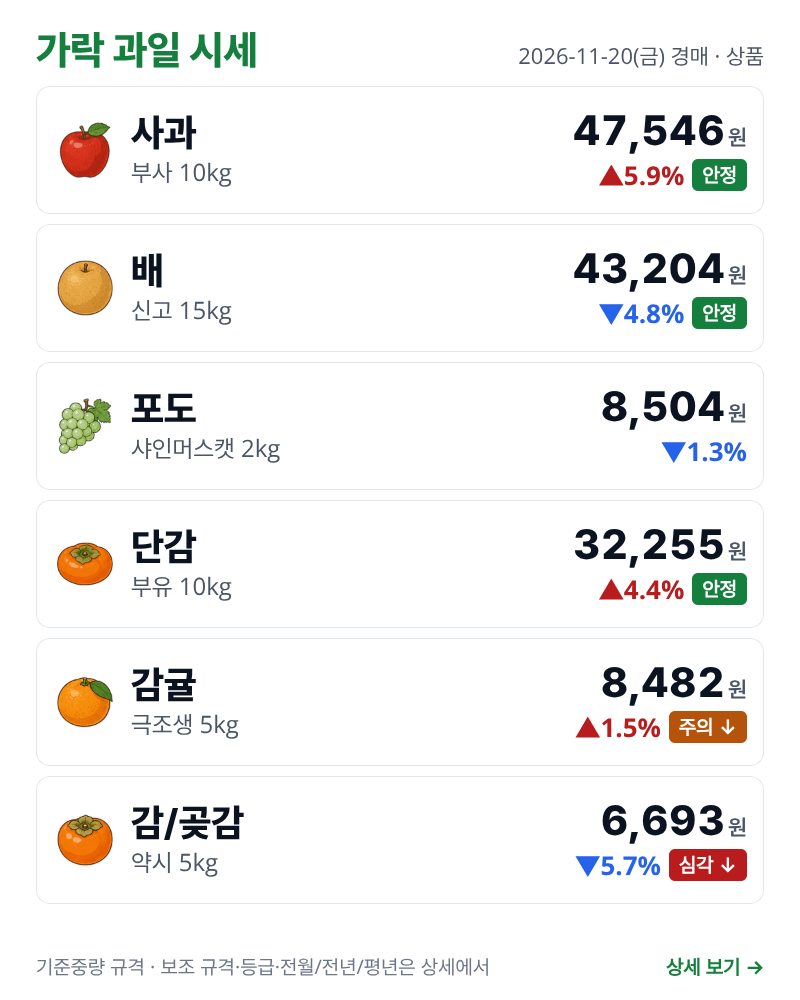 가락 과일 시세
2026-11-20(금) 경매 · 상품
사과
부사 10kg
47,546원
▲5.9% 안정
배
신고 15kg
43,204원
▼4.8% 안정
포도
샤인머스캣 2kg
8,504원
▼1.3%
단감
부유 10kg
32,255원
▲4.4% 안정
감귤
극조생 5kg
8,482원
▲1.5% 주의 ↓
감/곶감
약시 5kg
6,693원
▼5.7% 심각 ↓
기준중량 규격 · 보조 규격·등급·전월/전년/평년은 상세에서
상세 보기 →